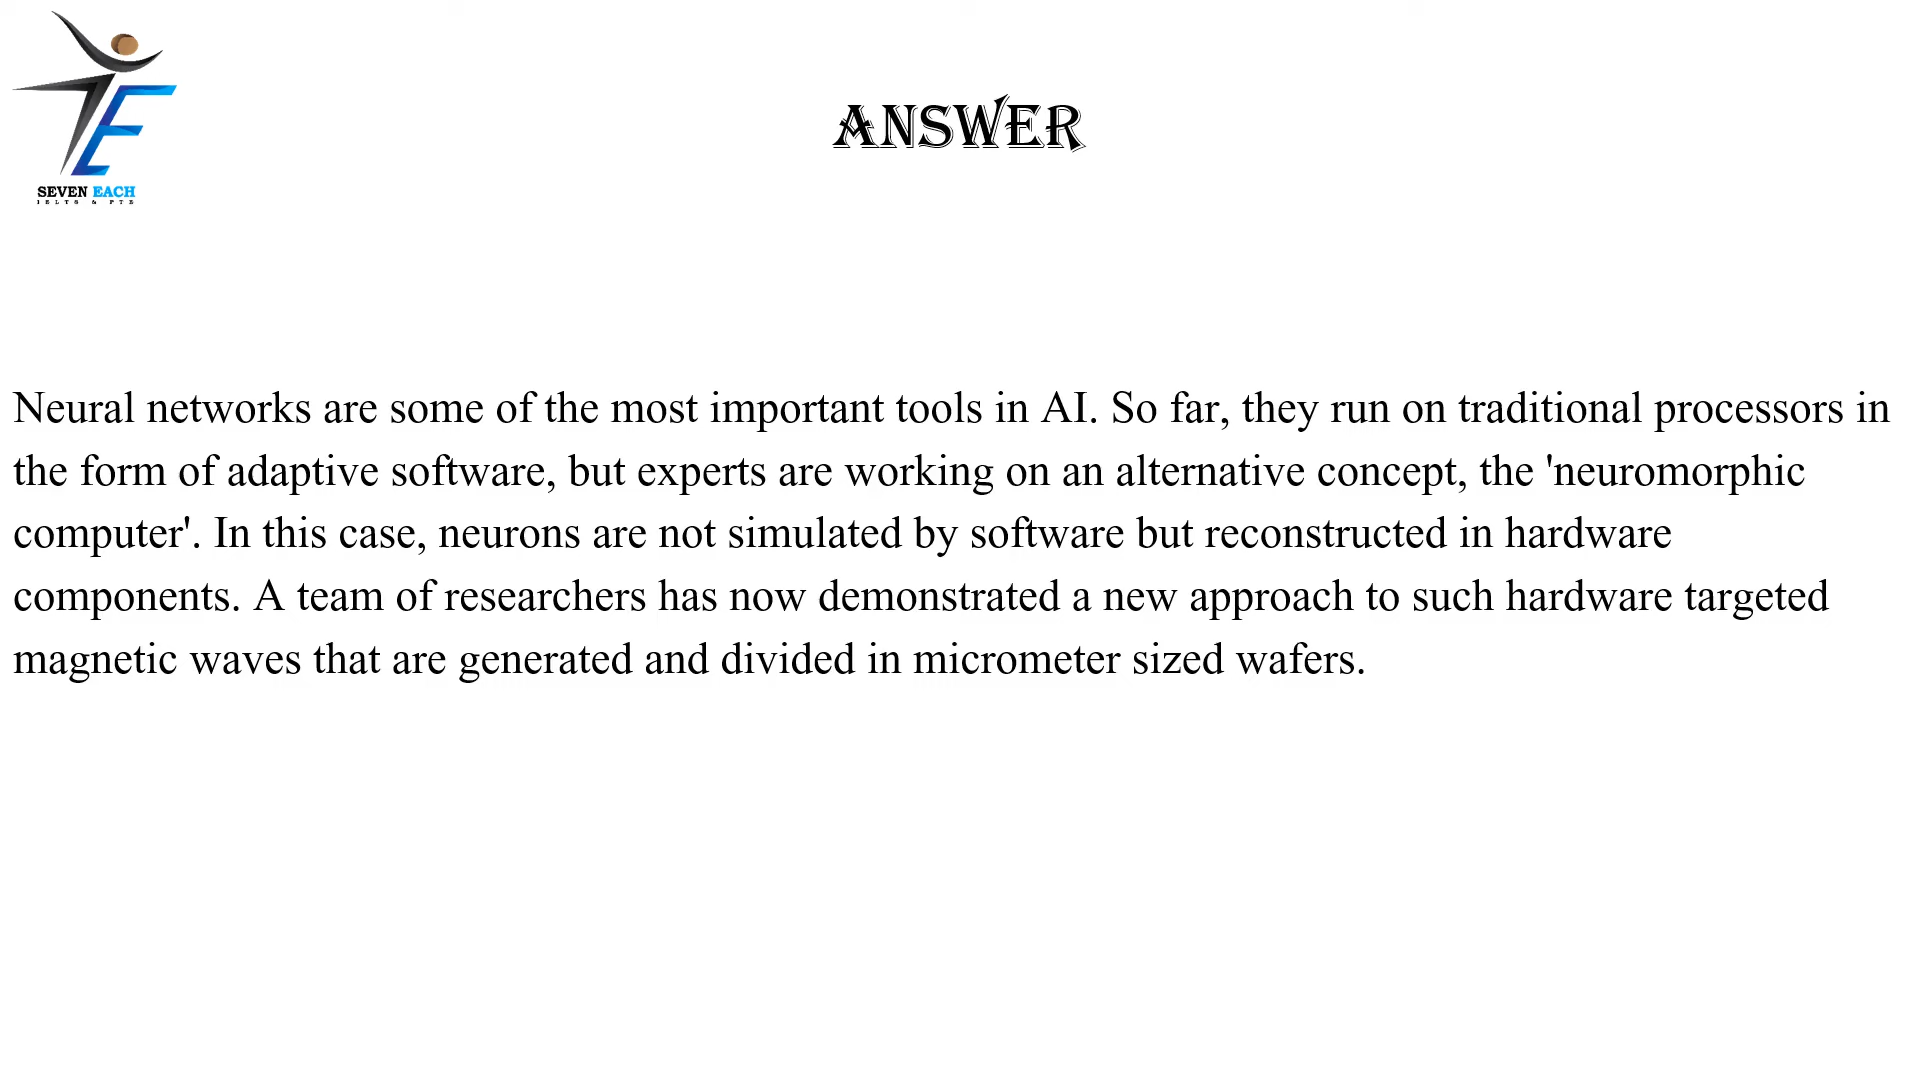 SEVEN EACH
IELTS & PTE
ANSWER
Neural networks are some of the most important tools in AI. So far, they run on traditional processors in
the form of adaptive software, but experts are working on an alternative concept, the 'neuromorphic
computer'. In this case, neurons are not simulated by software but reconstructed in hardware
components. A team of researchers has now demonstrated a new approach to such hardware targeted
magnetic waves that are generated and divided in micrometer sized wafers.